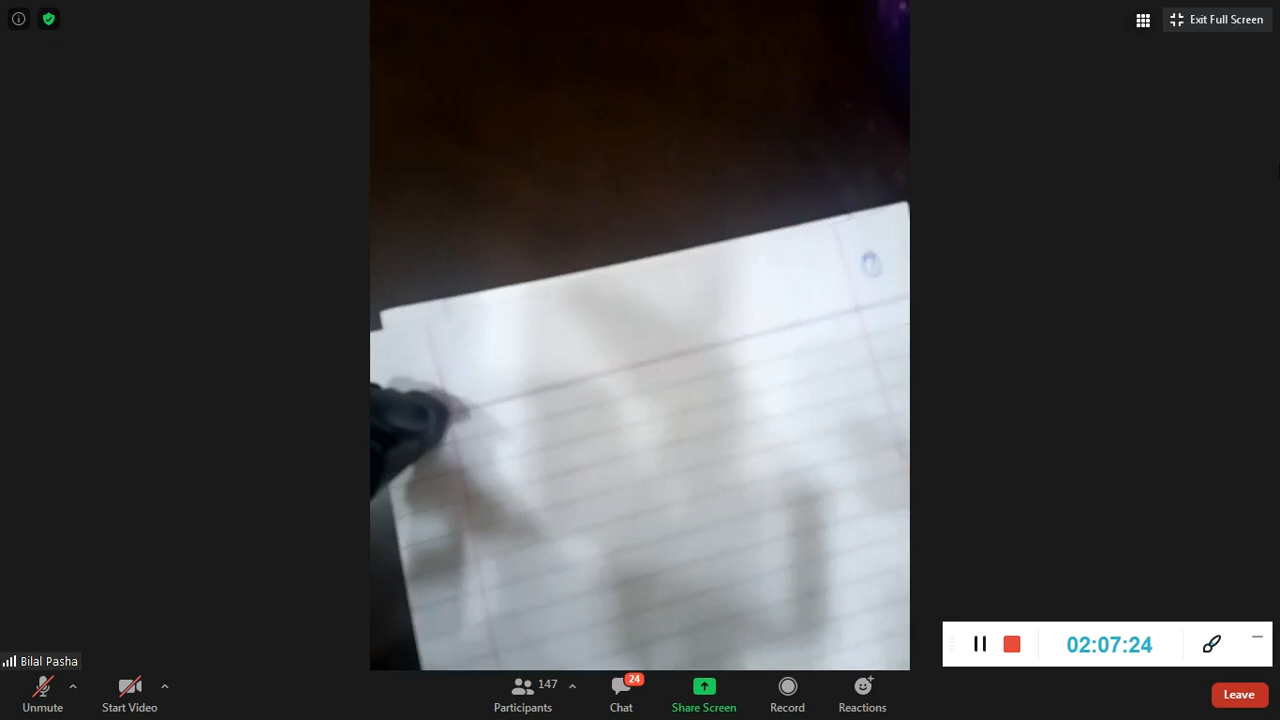 Exit Full Screen
02:07:24
Bilal Pasha
Unmute
Start Video
147
Participants
24
Chat
Share Screen
Record
Reactions
Leave